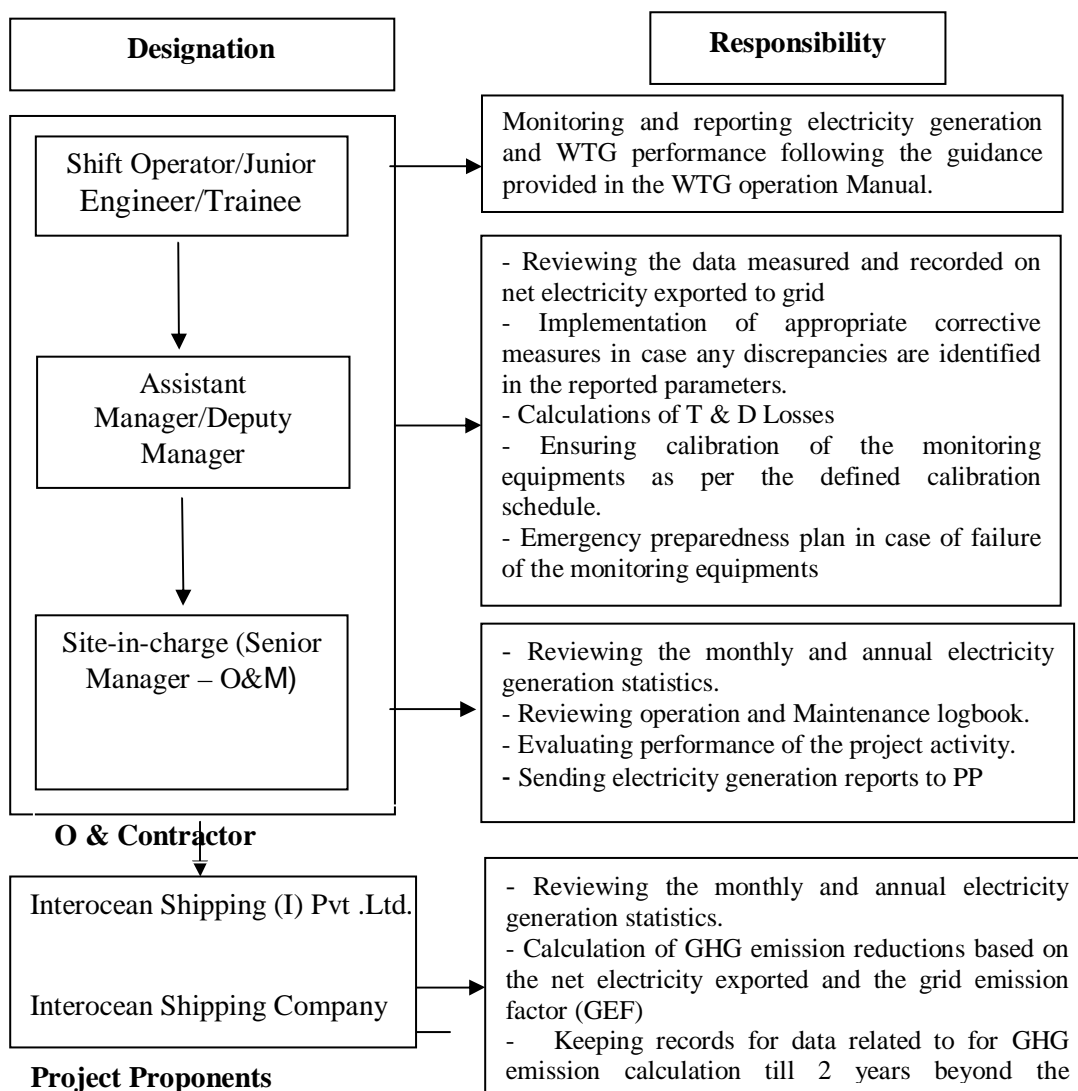 Designation
Responsibility
Shift Operator/Junior
Engineer/Trainee
Monitoring and reporting electricity generation
and WTG performance following the guidance
provided in the WTG operation Manual.
Assistant
Manager/Deputy
Manager
- Reviewing the data measured and recorded on
net electricity exported to grid
- Implementation of appropriate corrective
measures in case any discrepancies are identified
in the reported parameters.
- Calculations of T & D Losses
- Ensuring calibration of the monitoring
equipments as per the defined calibration
schedule.
- Emergency preparedness plan in case of failure
of the monitoring equipments
Site-in-charge (Senior
Manager – O&M)
- Reviewing the monthly and annual electricity
generation statistics.
- Reviewing operation and Maintenance logbook.
- Evaluating performance of the project activity.
- Sending electricity generation reports to PP
O & Contractor
Interocean Shipping (I) Pvt .Ltd.
Interocean Shipping Company
- Reviewing the monthly and annual electricity
generation statistics.
- Calculation of GHG emission reductions based on
the net electricity exported and the grid emission
factor (GEF)
- Keeping records for data related to for GHG
emission calculation till 2 years beyond the
Project Proponents